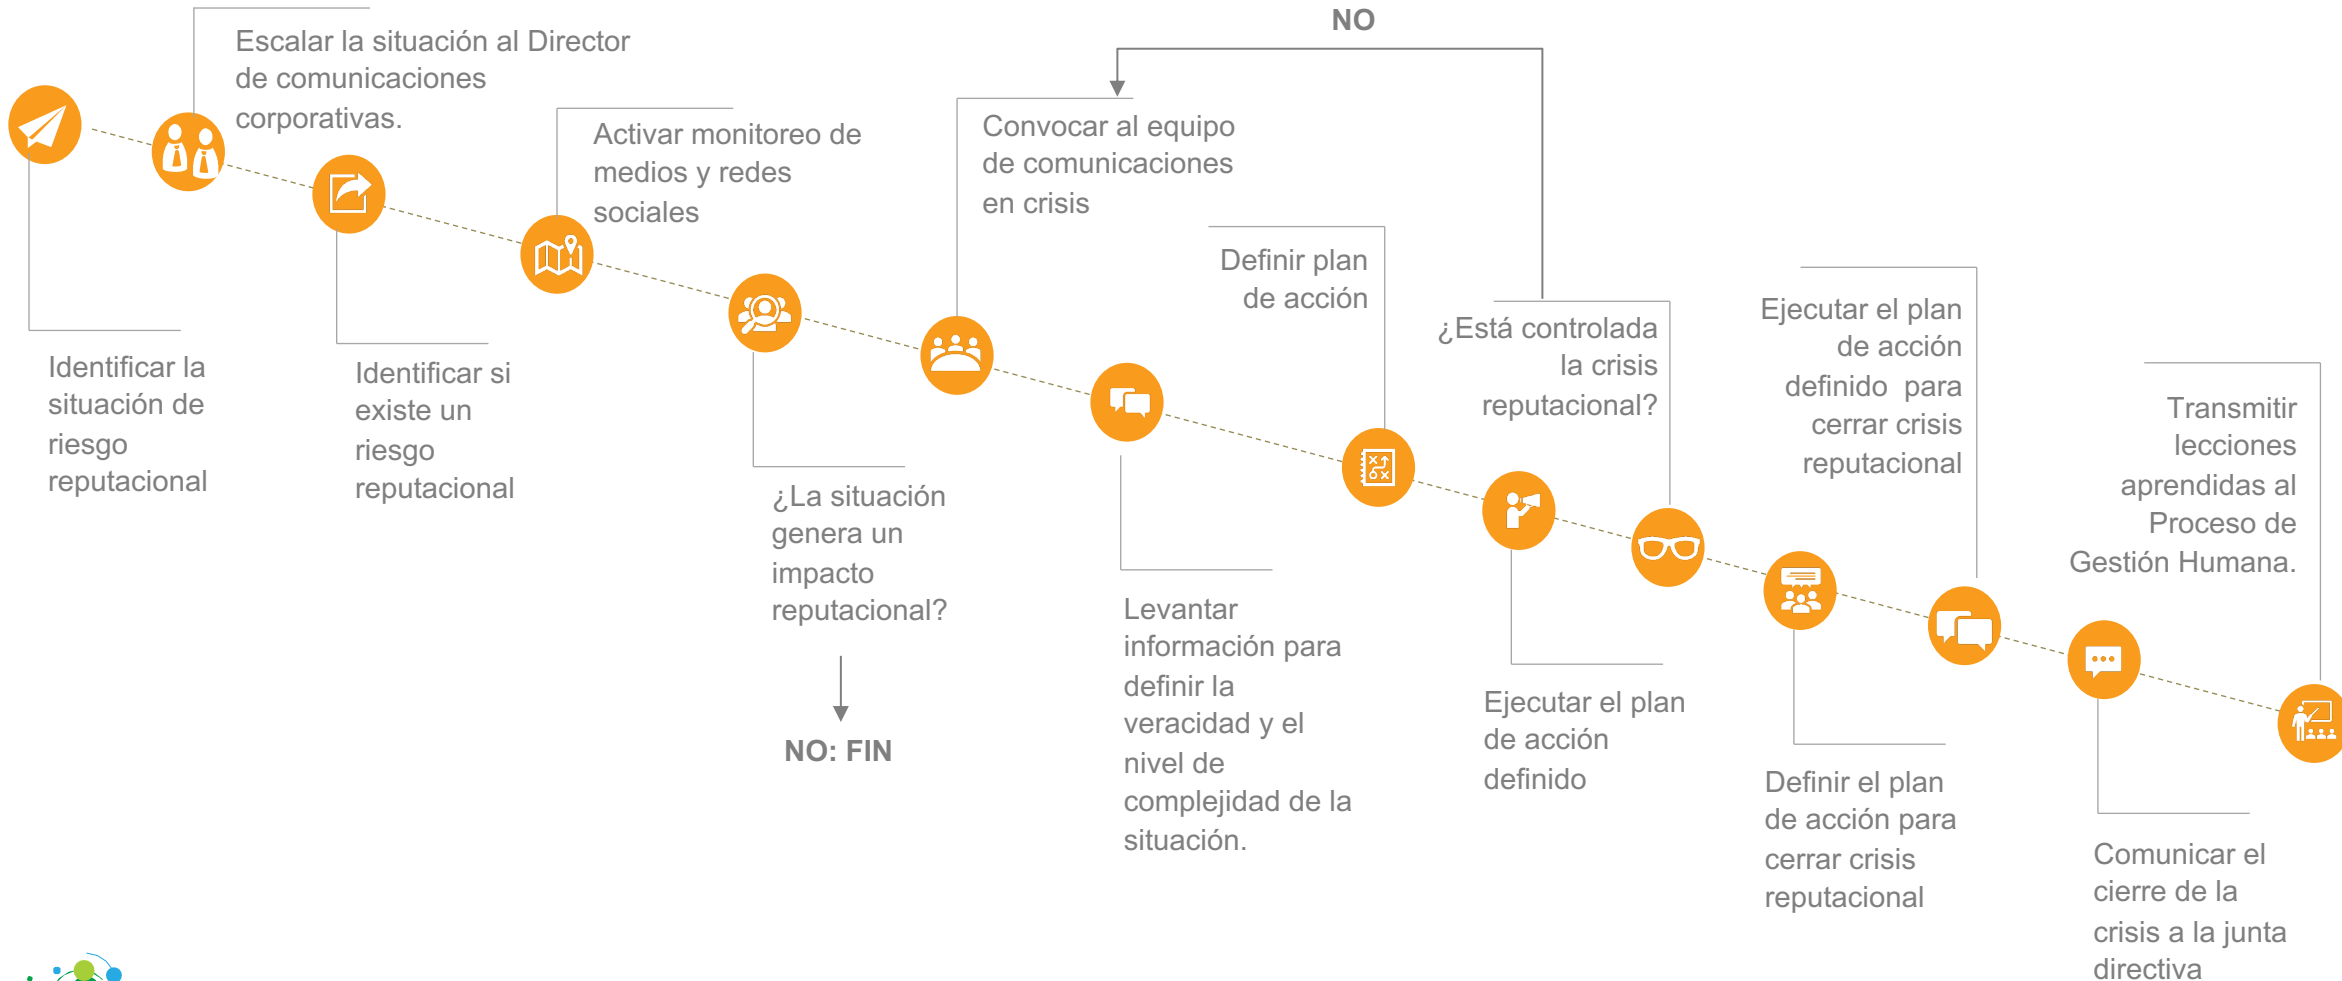 Identificar la
situación de
riesgo
reputacional
Escalar la situación al Director
de comunicaciones
corporativas.
Identificar si
existe un
riesgo
reputacional
Activar monitoreo de
medios y redes
sociales
¿La situación
genera un
impacto
reputacional?
NO: FIN
Convocar al equipo
de comunicaciones
en crisis
Levantar
información para
definir la
veracidad y el
nivel de
complejidad de la
situación.
Definir plan
de acción
Ejecutar el plan
de acción
definido
¿Está controlada
la crisis
reputacional?
NO
Definir el plan
de acción para
cerrar crisis
reputacional
Ejecutar el plan
de acción
definido  para
cerrar crisis
reputacional
Comunicar el
cierre de la
crisis a la junta
directiva
Transmitir
lecciones
aprendidas al
Proceso de
Gestión Humana.